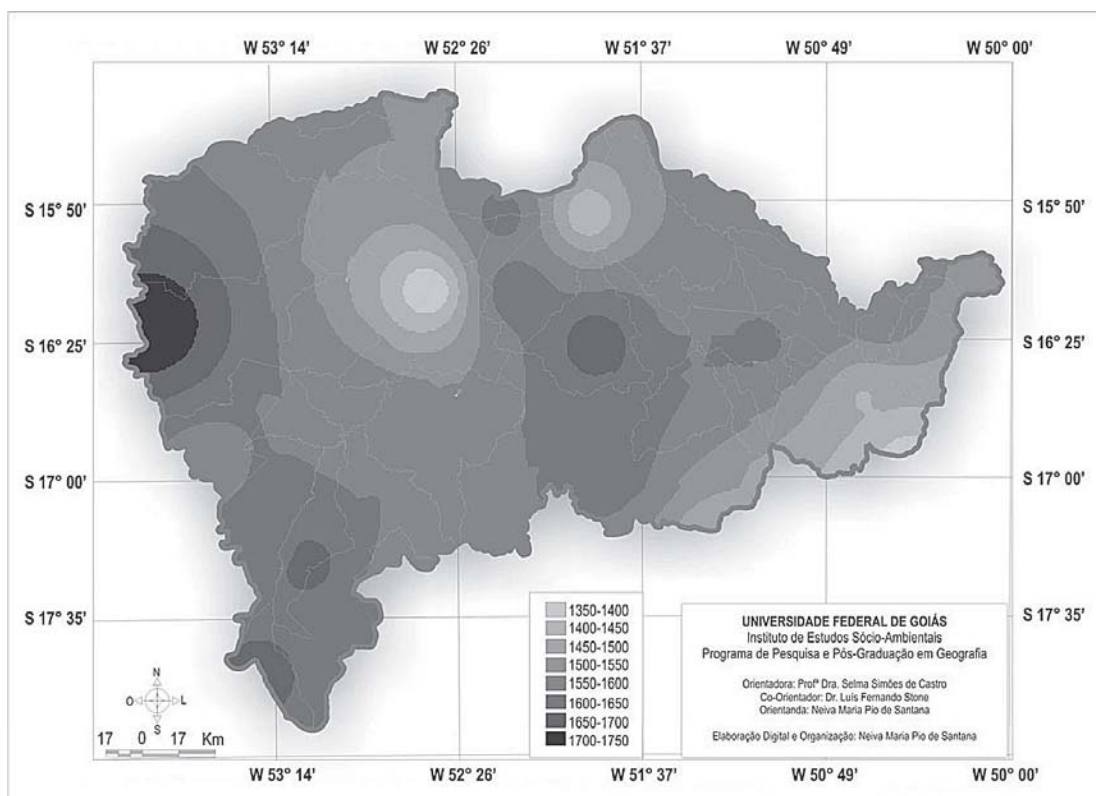 W 53° 14'
W 52° 26'
W 51° 37'
W 50° 49'
W 50° 00'
S 15° 50'
S 15° 50'
S 16° 25'
S 16° 25'
S 17° 00'
S 17° 00'
S 17° 35'
S 17° 35'
N
O
L
S
17 0 17 Km
1350-1400
1400-1450
1450-1500
1500-1550
1550-1600
1600-1650
1650-1700
1700-1750
UNIVERSIDADE FEDERAL DE GOIÁS
Instituto de Estudos Sócio-Ambientais
Programa de Pesquisa e Pós-Graduação em Geografia
Orientadora: Profª Dra. Selma Simões de Castro
Co-Orientador: Dr. Luís Fernando Stone
Orientanda: Neiva Maria Pio de Santana
Elaboração Digital e Organização: Neiva Maria Pio de Santana
W 53° 14'
W 52° 26'
W 51° 37'
W 50° 49'
W 50° 00'